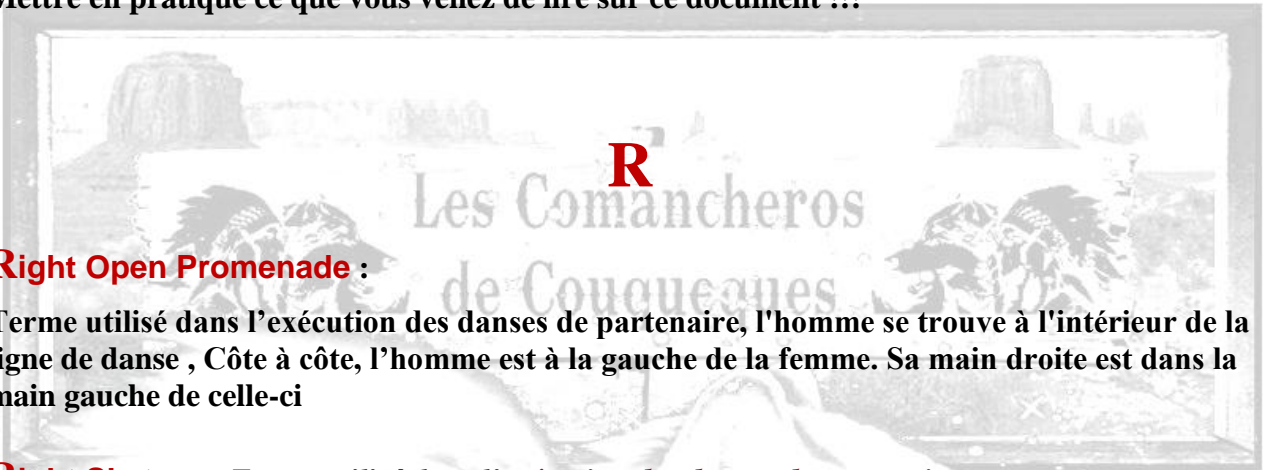 mettre en pratique ce que vous venez de lire sur ce document !!!
R
Les Comancheros
de Couquèques
Right Open Promenade :
Terme utilisé dans l’exécution des danses de partenaire, l'homme se trouve à l'intérieur de la
ligne de danse , Côte à côte, l’homme est à la gauche de la femme. Sa main droite est dans la
main gauche de celle-ci